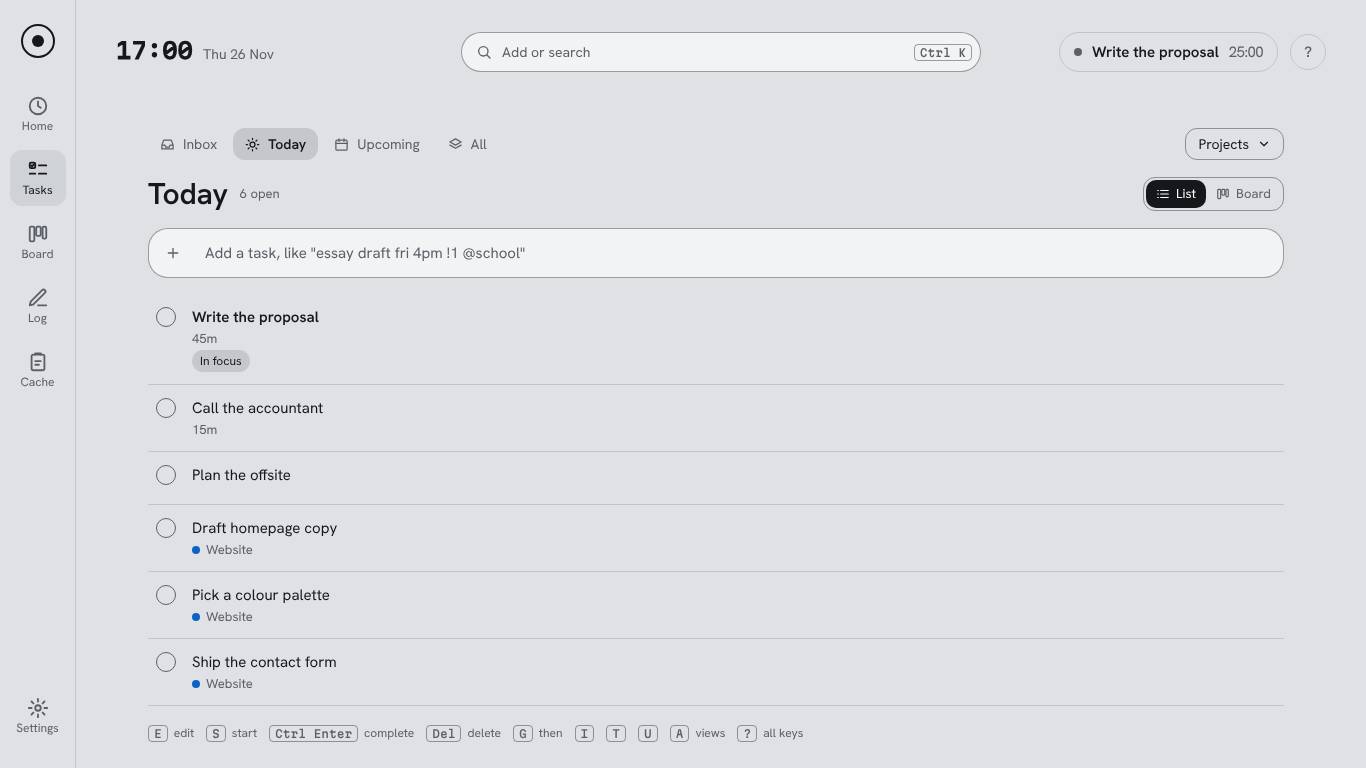 17:00 Thu 26 Nov
Add or search Ctrl K
Write the proposal 25:00 ?
Home
Tasks
Board
Log
Cache
Settings
Inbox Today Upcoming All
Projects
Today 6 open
List Board
Add a task, like "essay draft fri 4pm !1 @school"
Write the proposal
45m
In focus
Call the accountant
15m
Plan the offsite
Draft homepage copy
Website
Pick a colour palette
Website
Ship the contact form
Website
E edit S start Ctrl Enter complete Del delete G then I T U A views ? all keys